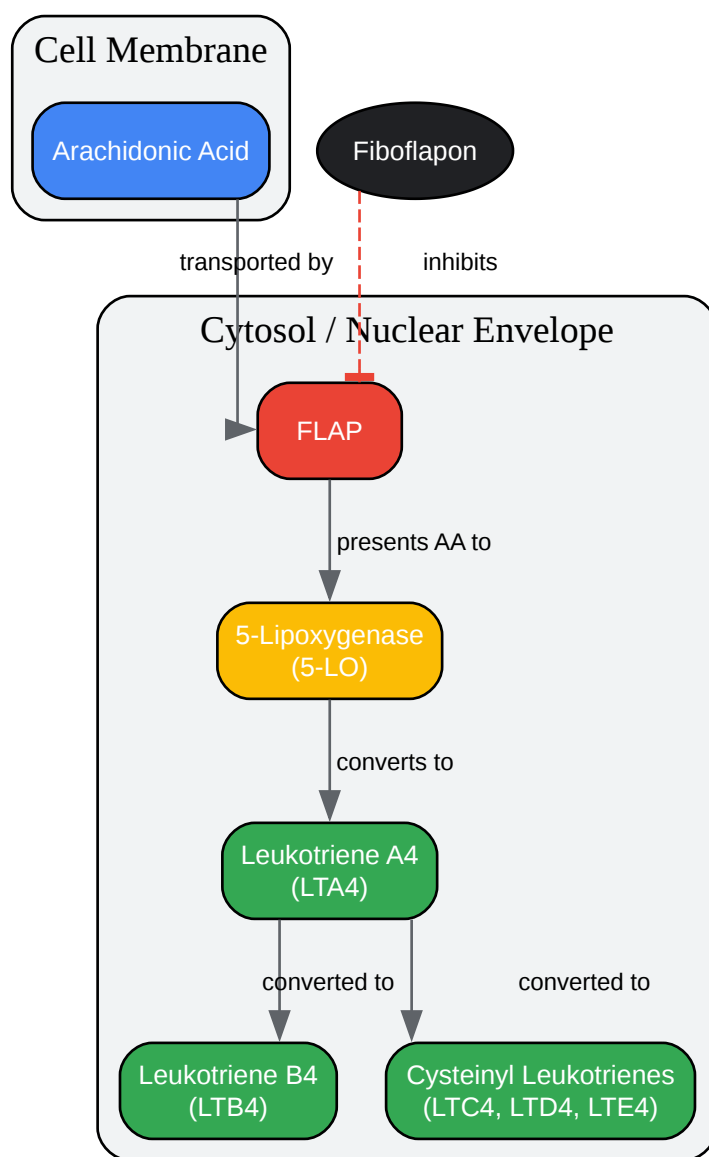 Cell Membrane
Arachidonic Acid
Fiboflapon
transported by
inhibits
Cytosol / Nuclear Envelope
FLAP
presents AA to
5-Lipoxygenase
(5-LO)
converts to
Leukotriene A4
(LTA4)
converted to
converted to
Leukotriene B4
(LTB4)
Cysteinyl Leukotrienes
(LTC4, LTD4, LTE4)